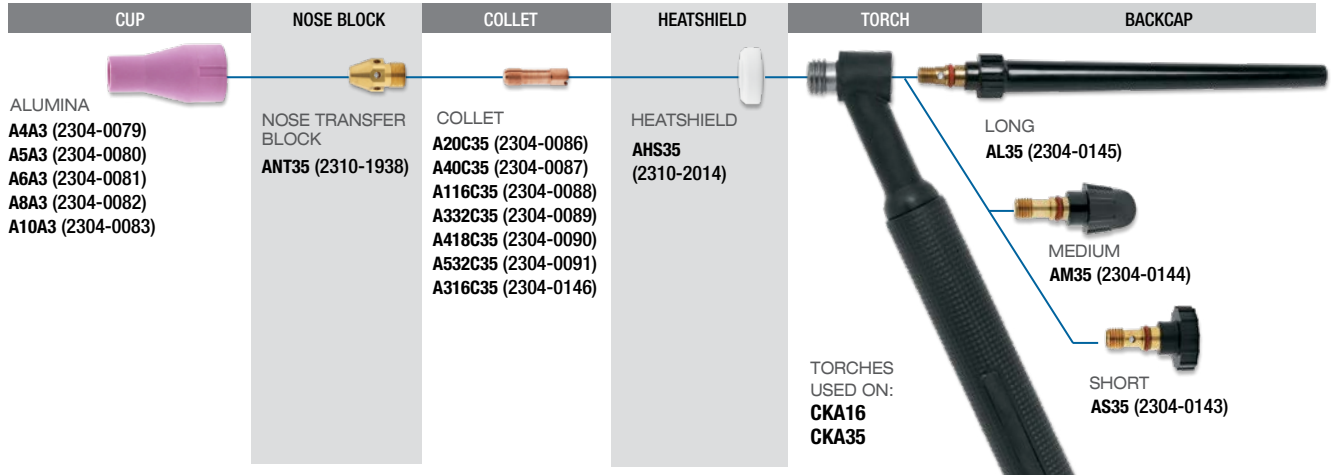 CUP
NOSE BLOCK
COLLET
HEATSHIELD
TORCH
BACKCAP
ALUMINA
A4A3 (2304-0079)
A5A3 (2304-0080)
A6A3 (2304-0081)
A8A3 (2304-0082)
A10A3 (2304-0083)
NOSE TRANSFER
BLOCK
ANT35 (2310-1938)
COLLET
A20C35 (2304-0086)
A40C35 (2304-0087)
A116C35 (2304-0088)
A332C35 (2304-0089)
A418C35 (2304-0090)
A532C35 (2304-0091)
A316C35 (2304-0146)
HEATSHIELD
AHS35
(2310-2014)
TORCHES
USED ON:
CKA16
CKA35
LONG
AL35 (2304-0145)
MEDIUM
AM35 (2304-0144)
SHORT
AS35 (2304-0143)